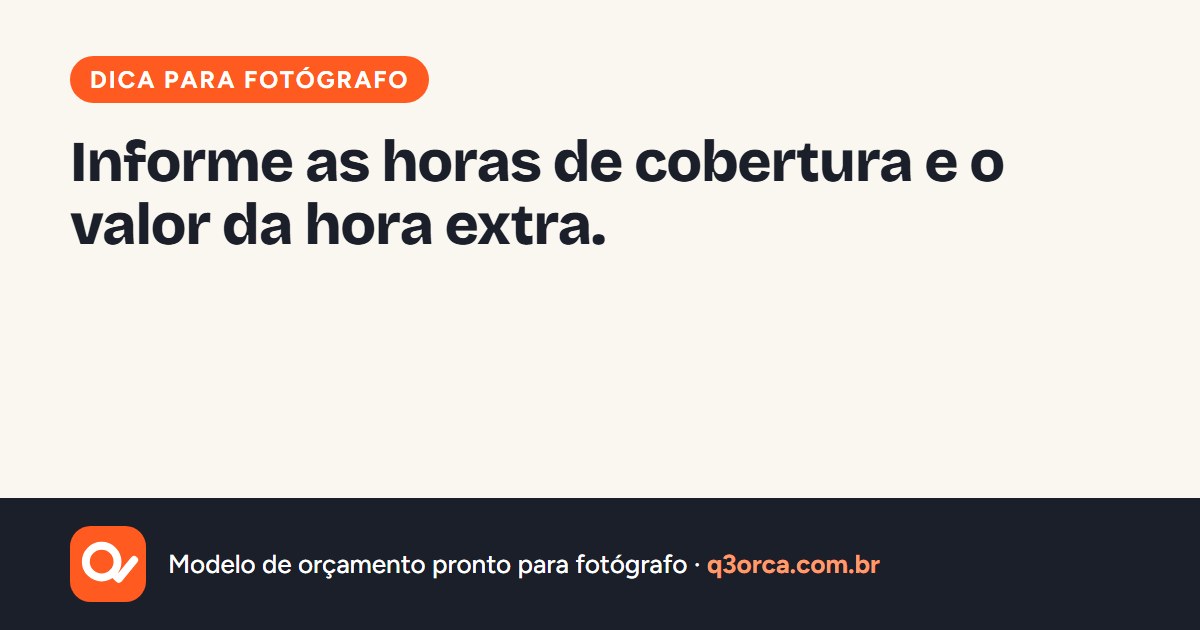 DICA PARA FOTÓGRAFO
Informe as horas de cobertura e o
valor da hora extra.
Modelo de orçamento pronto para fotógrafo · q3orca.com.br